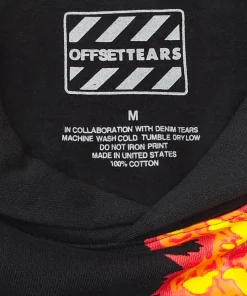 OFFSETTEARS
M
IN COLLABORATION WITH DENIM TEARS
MACHINE WASH COLD TUMBLE DRY LOW
DO NOT IRON PRINT
MADE IN UNITED STATES
100% COTTON